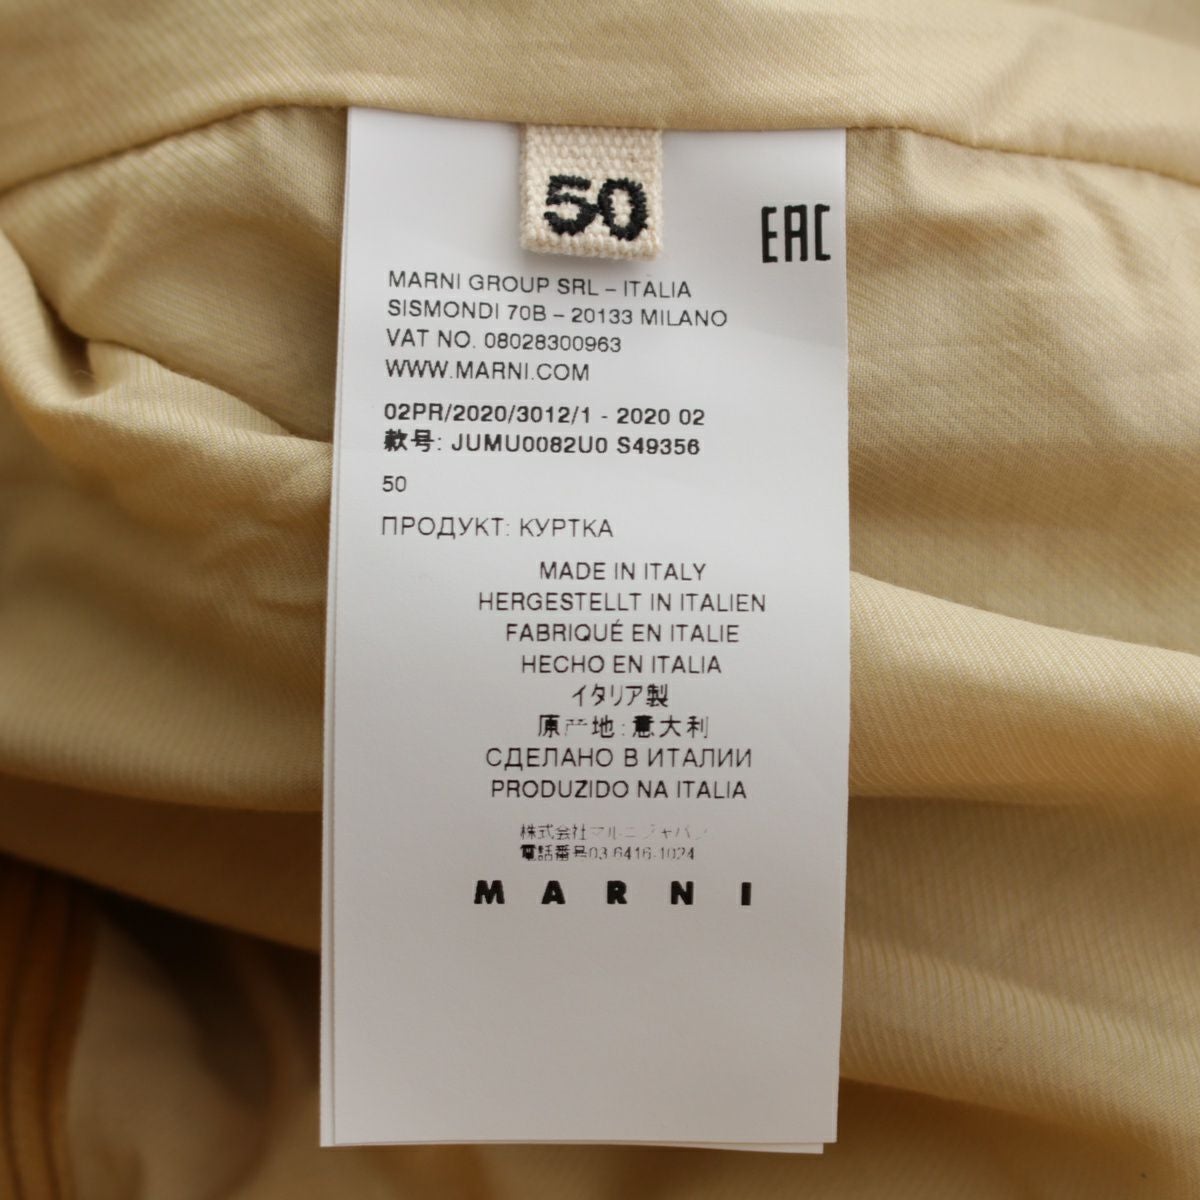 50
EAC
MARNI GROUP SRL – ITALIA
SISMONDI 70B – 20133 MILANO
VAT NO. 08028300963
WWW.MARNI.COM
02PR/2020/3012/1 - 2020 02
款号: JUMU0082U0 S49356
50
ПРОДУКТ: КУРТКА
MADE IN ITALY
HERGESTELLT IN ITALIEN
FABRIQUÉ EN ITALIE
HECHO EN ITALIA
イタリア製
原产地:意大利
СДЕЛАНО В ИТАЛИИ
PRODUZIDO NA ITALIA
株式会社マルニジャパン
電話番号03-6416-1024
MARNI